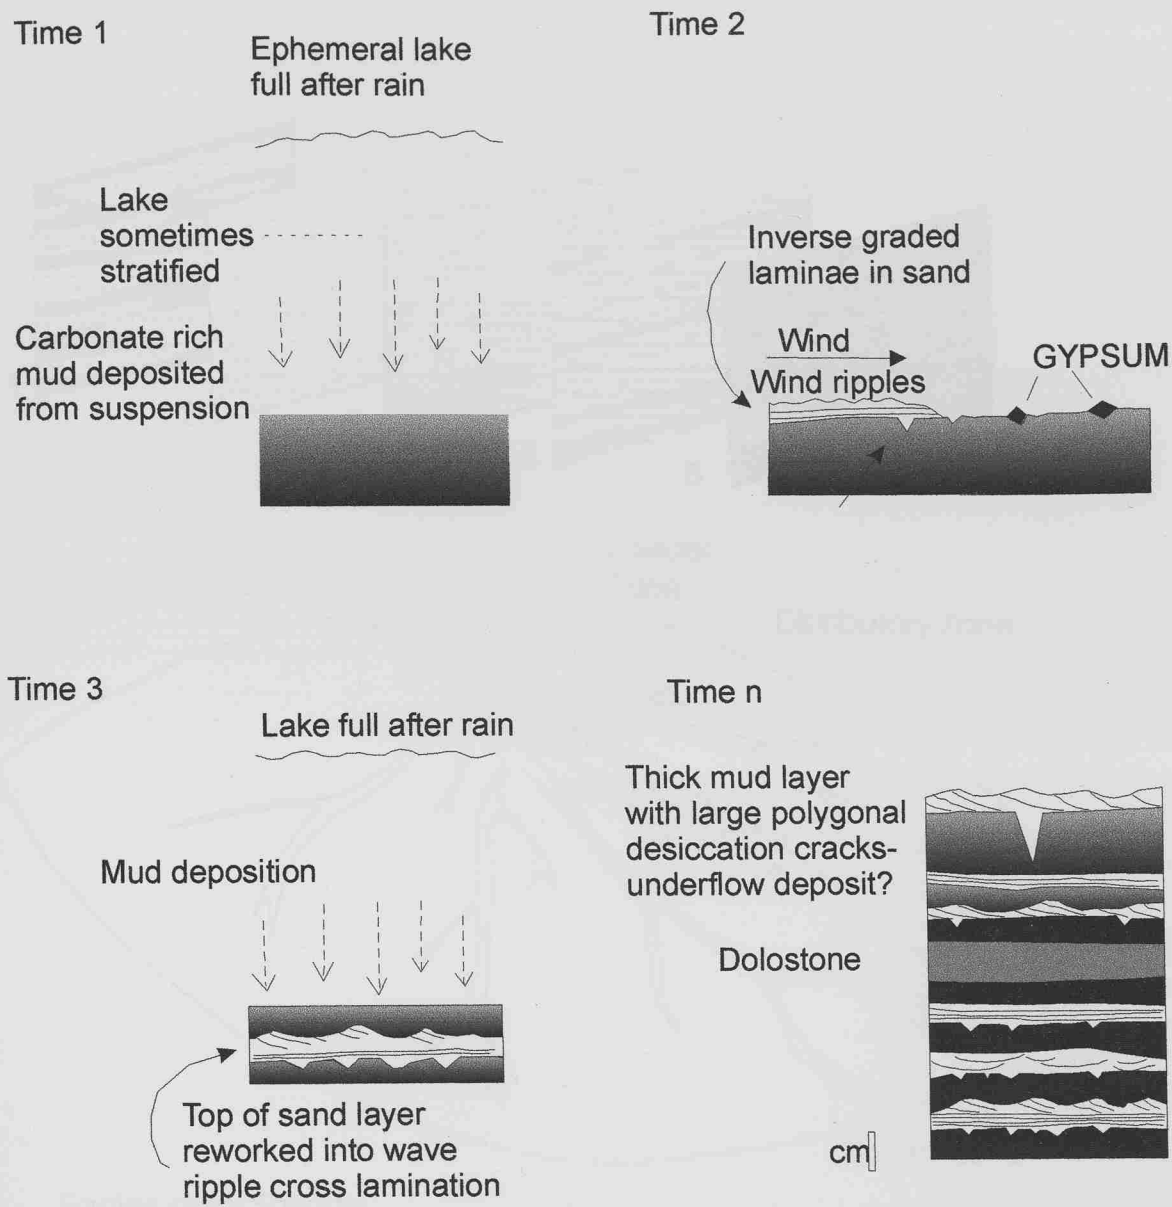 Time 1
Ephemeral lake
full after rain
Lake
sometimes
stratified
Carbonate rich
mud deposited
from suspension
Time 2
Inverse graded
laminae in sand
Wind
Wind ripples
GYPSUM
Time 3
Lake full after rain
Mud deposition
Top of sand layer
reworked into wave
ripple cross lamination
Time n
Thick mud layer
with large polygonal
desiccation cracks-
underflow deposit?
Dolostone
cm